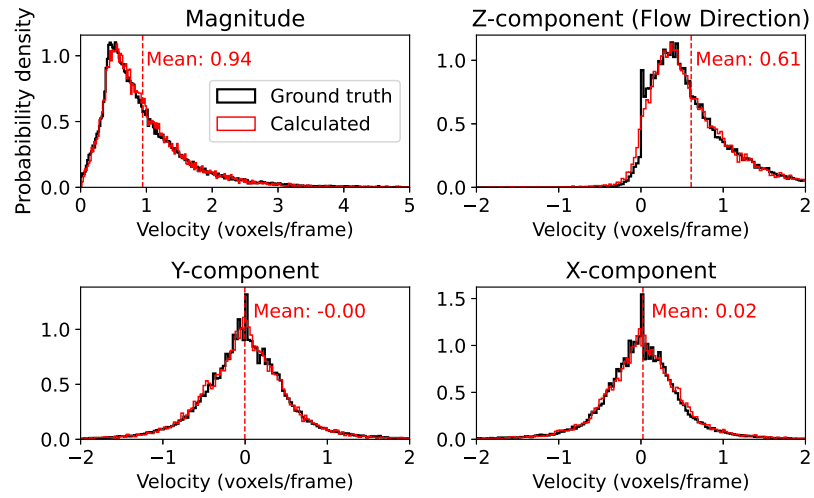 Magnitude
Probabibility density
1.0
0.5
0.0
Mean: 0.94
Ground truth
Calculated
0 1 2 3 4 5
Velocity (voxels/frame)
Z-component (Flow Direction)
1.0
0.5
0.0
Mean: 0.61
−2 −1 0 1 2
Velocity (voxels/frame)
Y-component
1.0
0.5
0.0
Mean: -0.00
−2 −1 0 1 2
Velocity (voxels/frame)
X-component
1.5
1.0
0.5
0.0
Mean: 0.02
−2 −1 0 1 2
Velocity (voxels/frame)